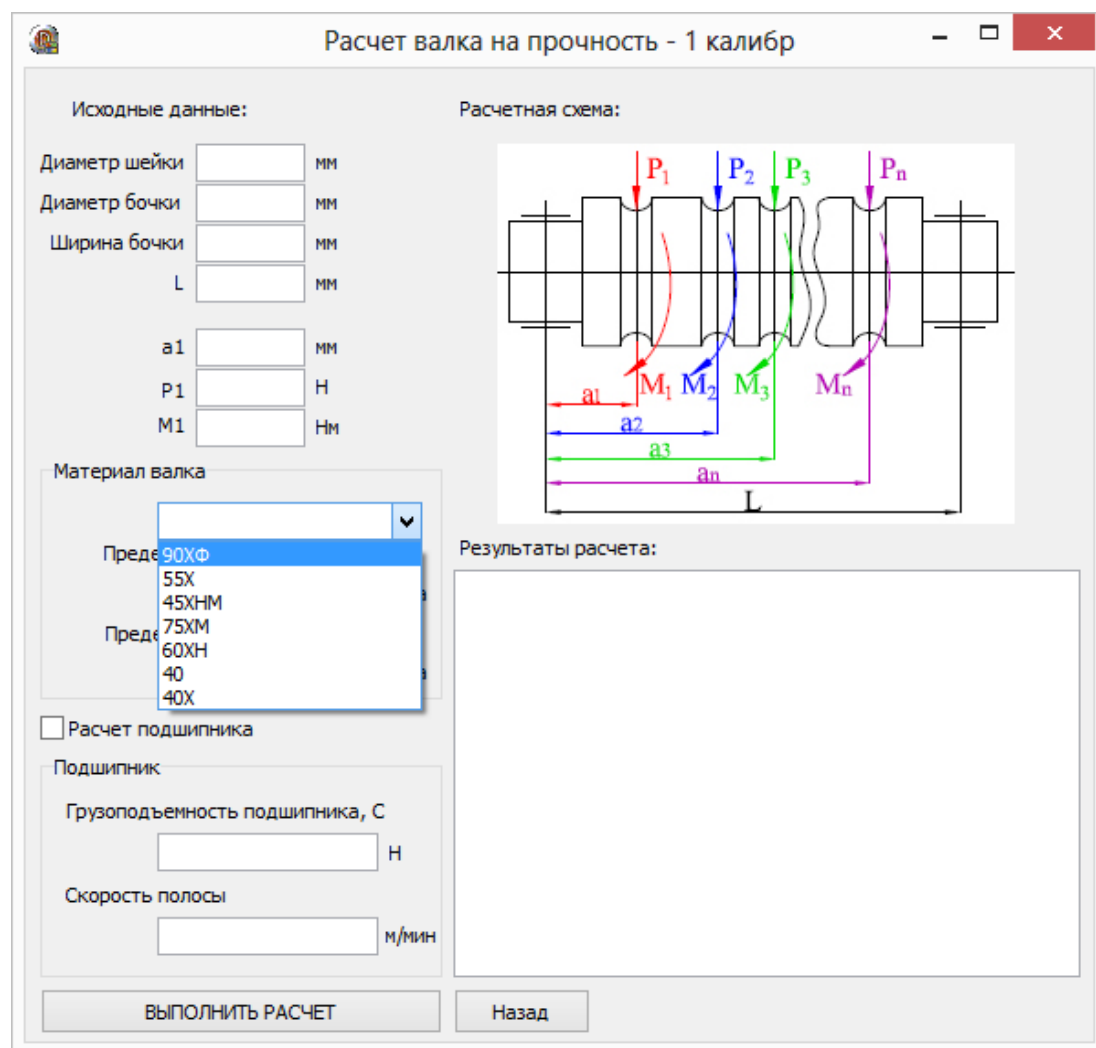 Расчет валка на прочность - 1 калибр
Исходные данные:
Диаметр шейки мм
Диаметр бочки мм
Ширина бочки мм
L мм
a1 мм
P1 Н
M1 Нм
Материал валка
90ХФ
55Х
45ХНМ
75ХМ
60ХН
40
40Х
Расчет подшипника
Подшипник
Грузоподъемность подшипника, С
Н
Скорость полосы
м/мин
ВЫПОЛНИТЬ РАСЧЕТ
Расчетная схема:
P1 P2 P3 Pn
M1 M2 M3 Mn
a1
a2
a3
an
L
Результаты расчета:
Назад